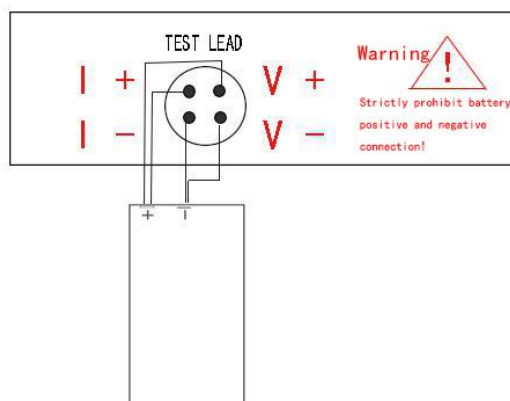 TEST LEAD
I + V +
I - V -
Warning
!
Strictly prohibit battery
positive and negative
connection!
+ -